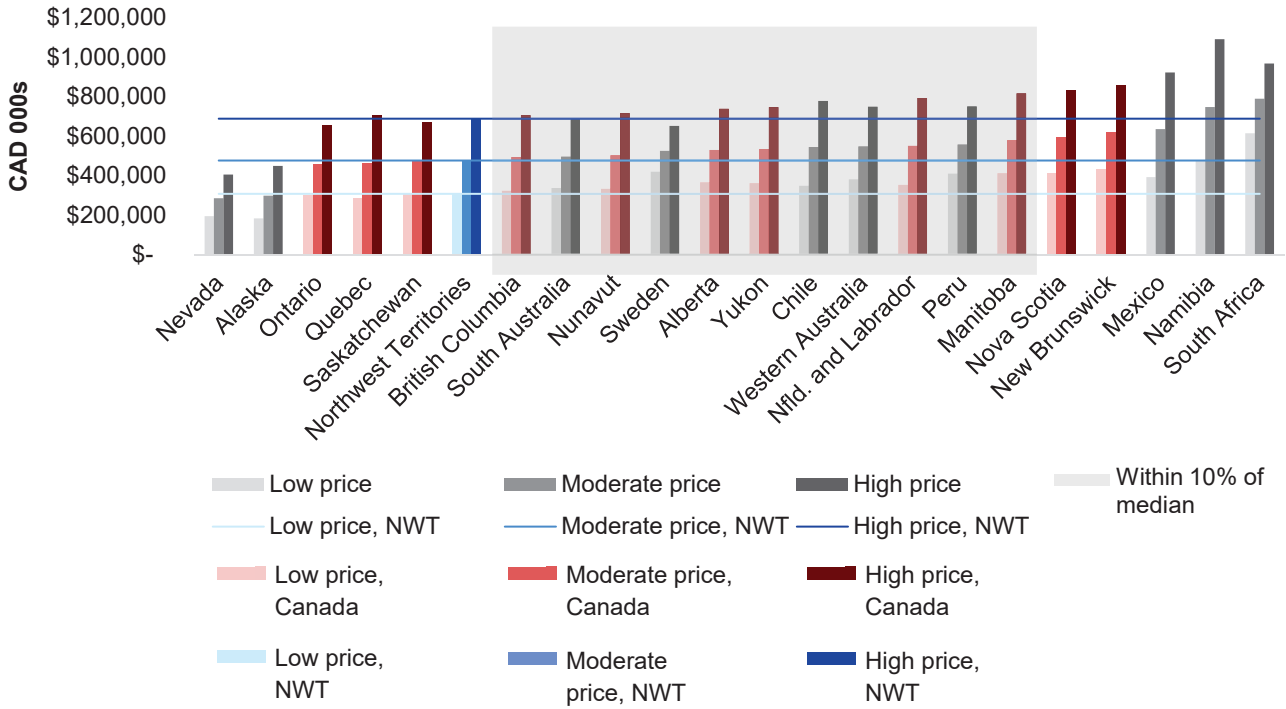 $1,200,000
$1,000,000
$800,000
$600,000
$400,000
$200,000
$-
CAD 000s
Nevada
Alaska
Ontario
Quebec
Saskatchewan
Northwest Territories
British Columbia
South Australia
Nunavut
Sweden
Alberta
Yukon
Chile
Western Australia
Nfld. and Labrador
Peru
Manitoba
Nova Scotia
New Brunswick
Mexico
Namibia
South Africa
Low price
Moderate price
High price
Within 10% of
median
Low price, NWT
Moderate price, NWT
High price, NWT
Low price,
Canada
Moderate price,
Canada
High price,
Canada
Low price,
NWT
Moderate
price, NWT
High price,
NWT